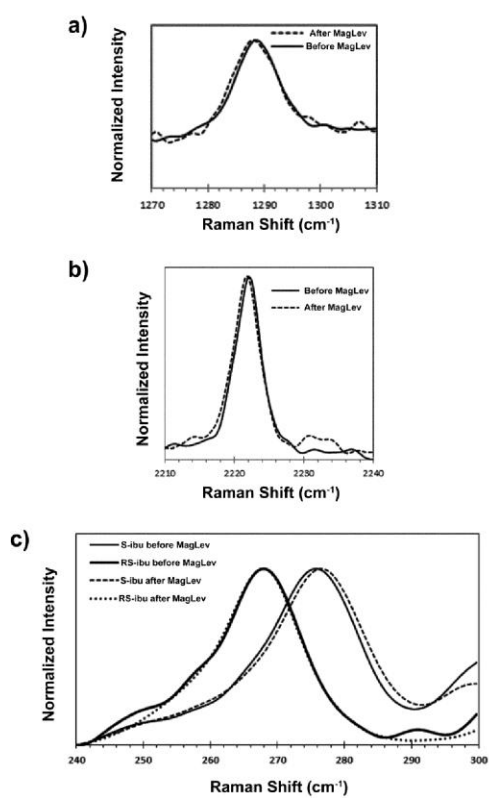 a)
After MagLev
Before MagLev
Normalized Intensity
1270 1280 1290 1300 1310
Raman Shift (cm⁻¹)
b)
Before MagLev
After MagLev
Normalized Intensity
2210 2220 2230 2240
Raman Shift (cm⁻¹)
c)
S-ibu before MagLev
RS-ibu before MagLev
S-ibu after MagLev
RS-ibu after MagLev
Normalized Intensity
240 250 260 270 280 290 300
Raman Shift (cm⁻¹)